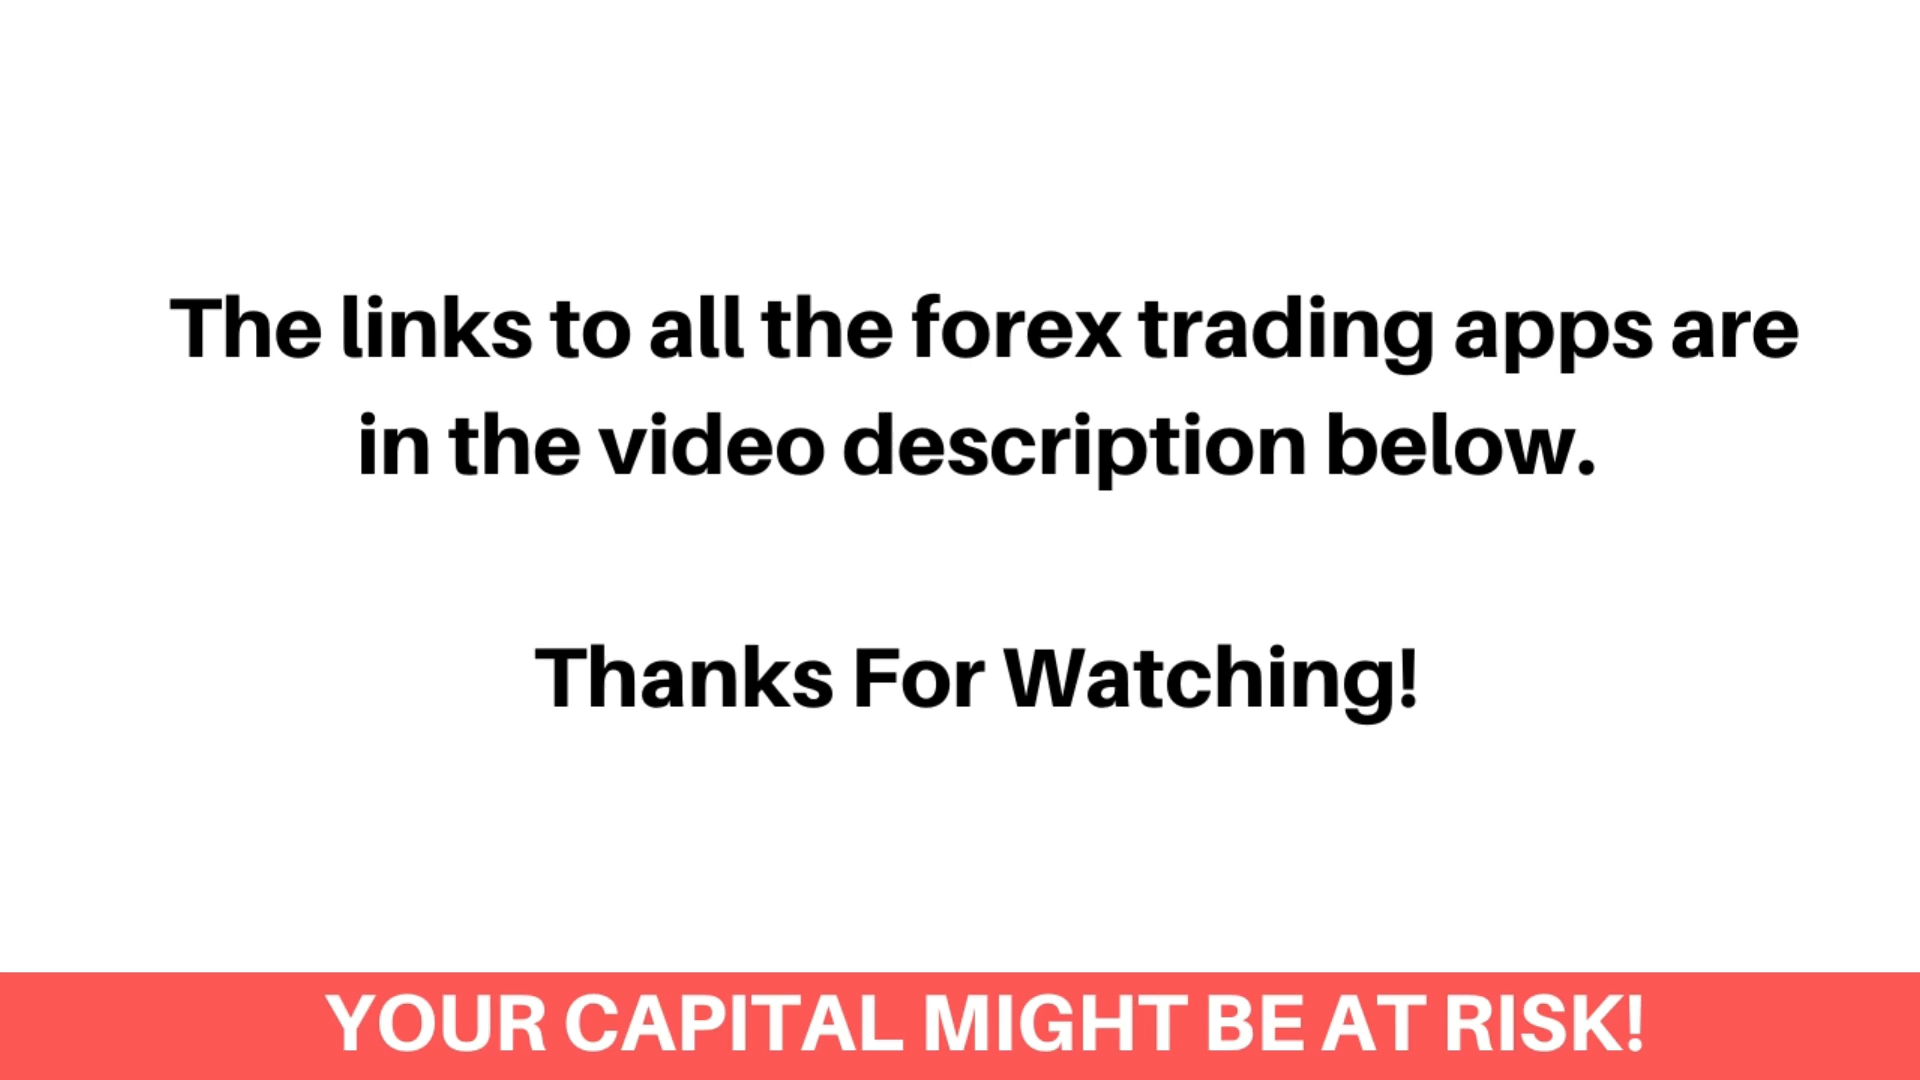 The links to all the forex trading apps are
in the video description below.
Thanks For Watching!
YOUR CAPITAL MIGHT BE AT RISK!